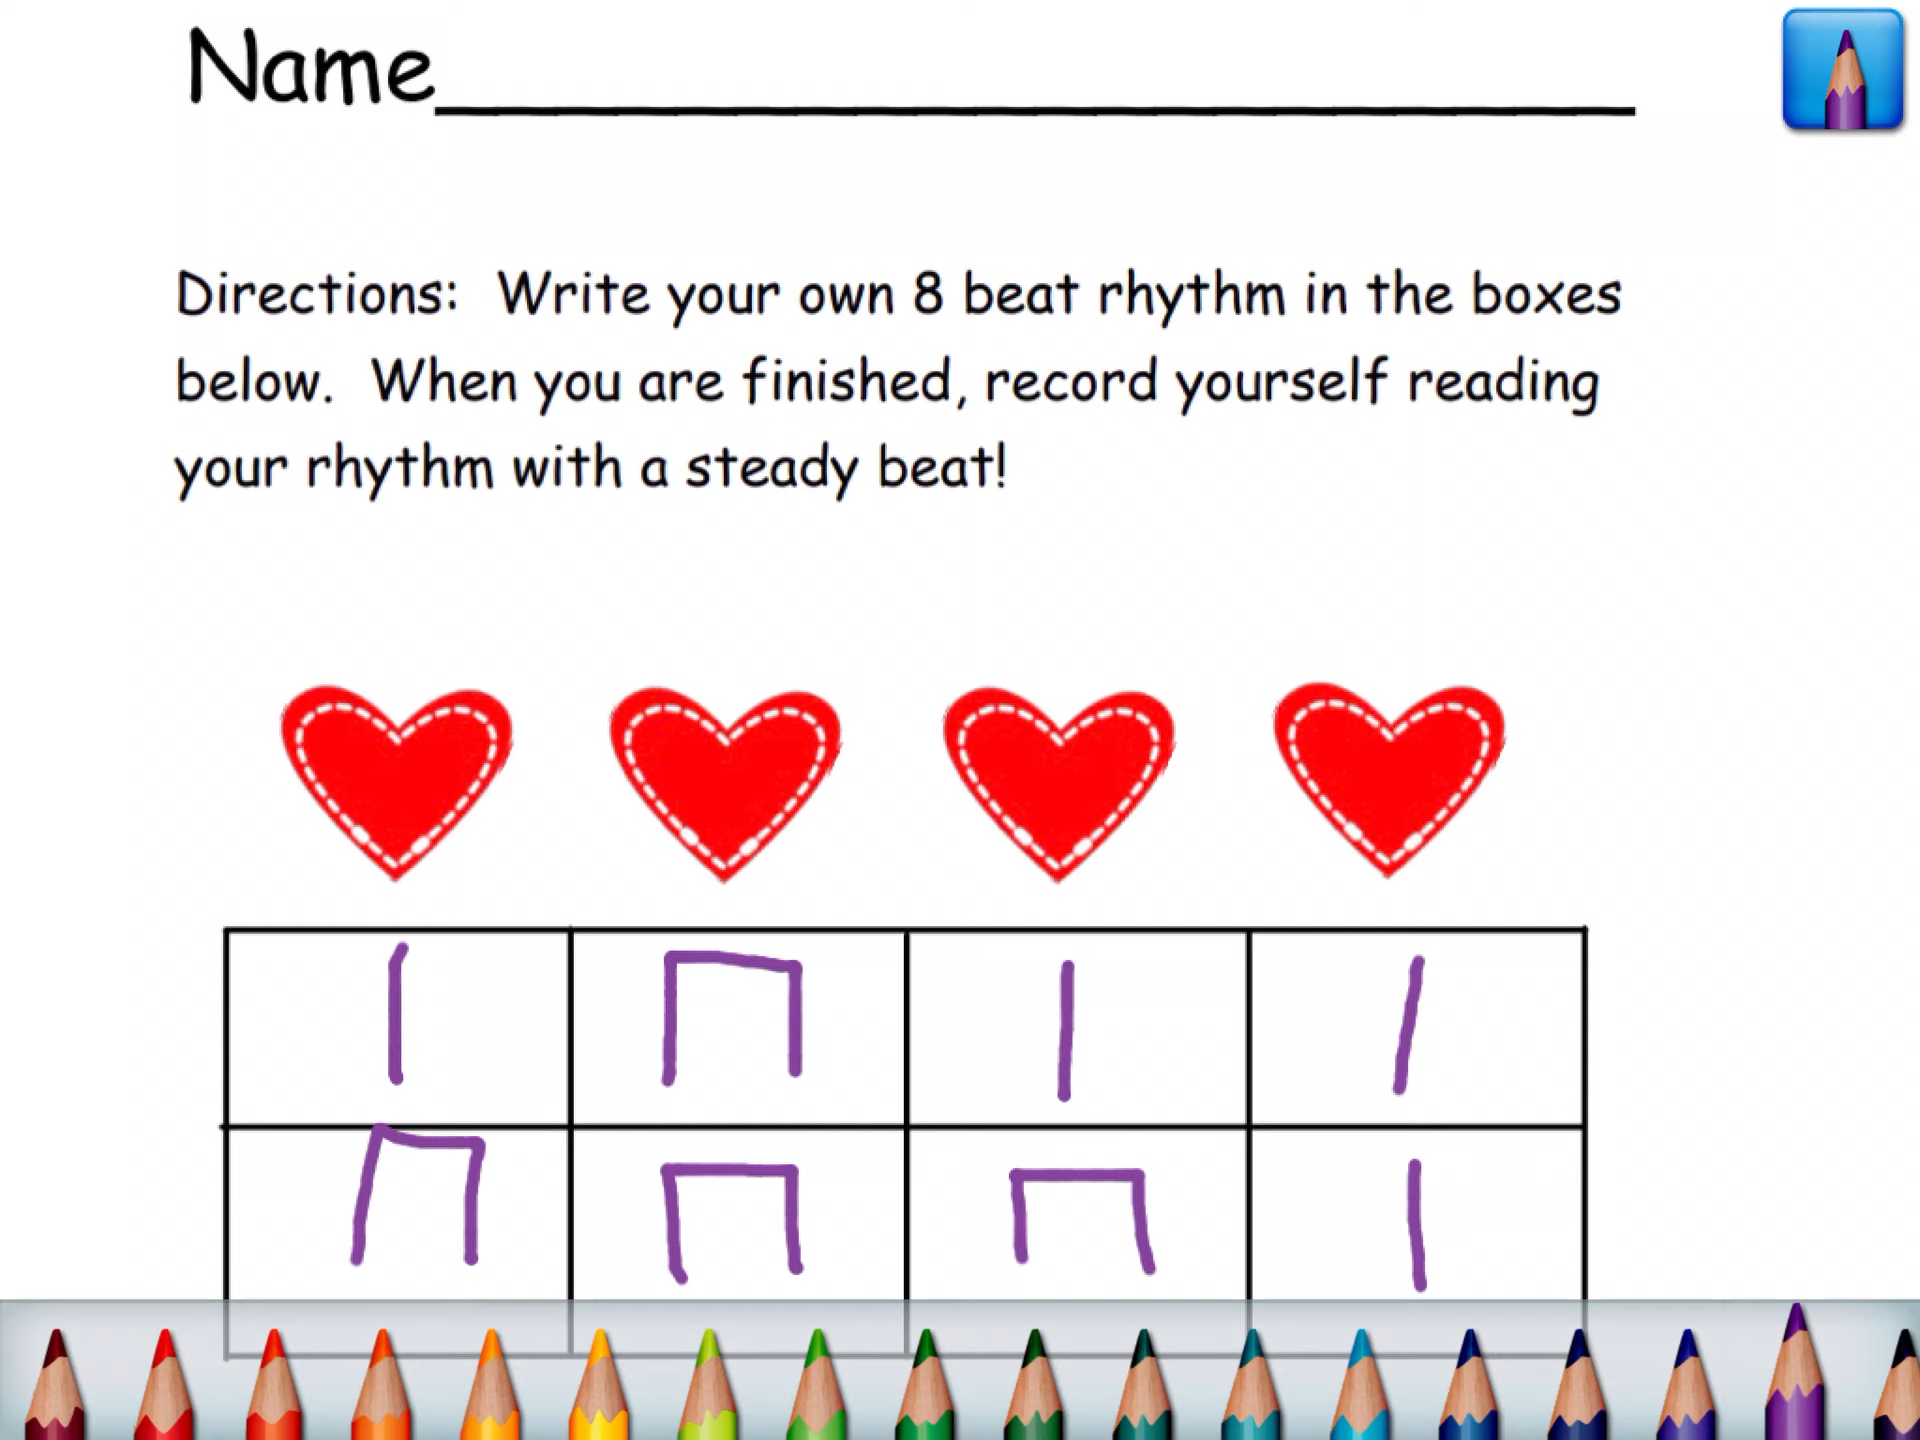 Name
Directions: Write your own 8 beat rhythm in the boxes
below. When you are finished, record yourself reading
your rhythm with a steady beat!